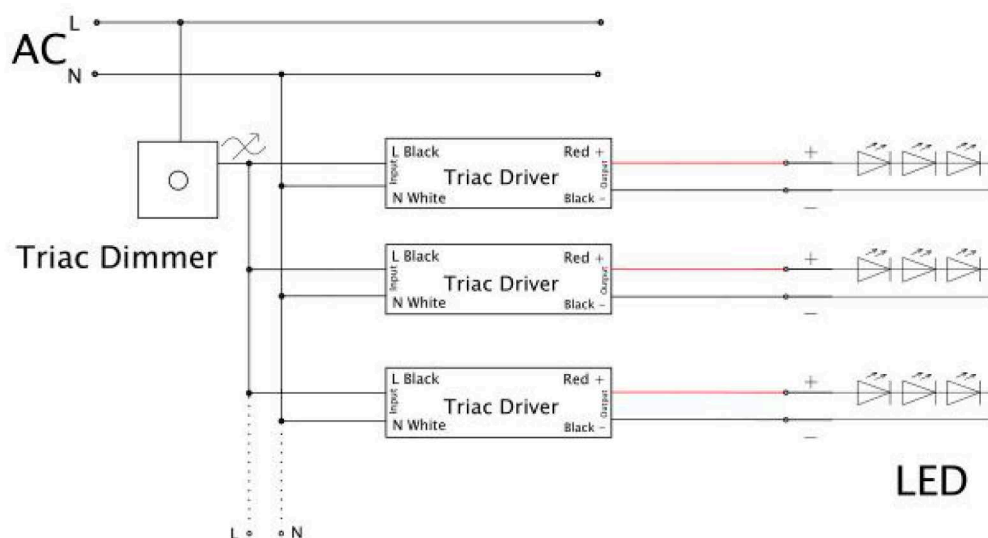 L
AC
N
L Black
Red +
Input
Triac Driver
Output
N White
Black -
Triac Dimmer
+
–
L Black
Red +
Input
Triac Driver
Output
N White
Black -
+
–
L Black
Red +
Input
Triac Driver
Output
N White
Black -
+
–
LED
L
N